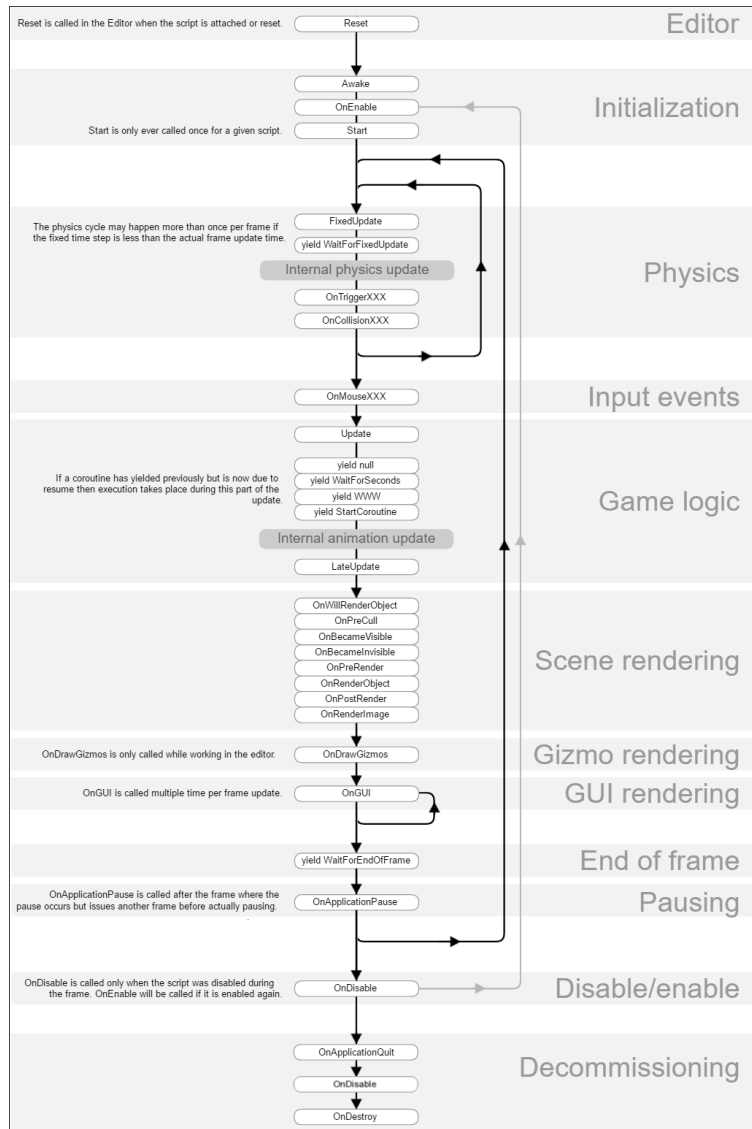 Reset is called in the Editor when the script is attached or reset.
Reset
Editor
Awake
OnEnable
Initialization
Start is only ever called once for a given script.
Start
The physics cycle may happen more than once per frame if
the fixed time step is less than the actual frame update time.
FixedUpdate
yield WaitForFixedUpdate
Internal physics update
Physics
OnTriggerXXX
OnCollisionXXX
OnMouseXXX
Input events
Update
If a coroutine has yielded previously but is now due to
resume then execution takes place during this part of the
update.
yield null
yield WaitForSeconds
yield WWW
yield StartCoroutine
Game logic
Internal animation update
LateUpdate
OnWillRenderObject
OnPreCull
OnBecameVisible
OnBecameInvisible
OnPreRender
OnRenderObject
OnPostRender
OnRenderImage
Scene rendering
OnDrawGizmos is only called while working in the editor.
OnDrawGizmos
Gizmo rendering
OnGUI is called multiple time per frame update.
OnGUI
GUI rendering
yield WaitForEndOfFrame
End of frame
OnApplicationPause is called after the frame where the
pause occurs but issues another frame before actually pausing.
OnApplicationPause
Pausing
OnDisable is called only when the script was disabled during
the frame. OnEnable will be called if it is enabled again.
OnDisable
Disable/enable
OnApplicationQuit
OnDisable
OnDestroy
Decommissioning